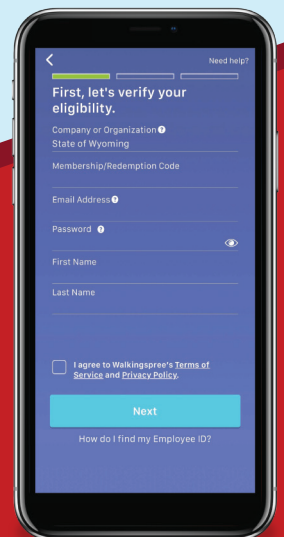 Need help?
First, let's verify your
eligibility.
Company or Organization ?
State of Wyoming
Membership/Redemption Code
Email Address ?
Password ?
First Name
Last Name
I agree to Walkingspree's Terms of
Service and Privacy Policy.
Next
How do I find my Employee ID?